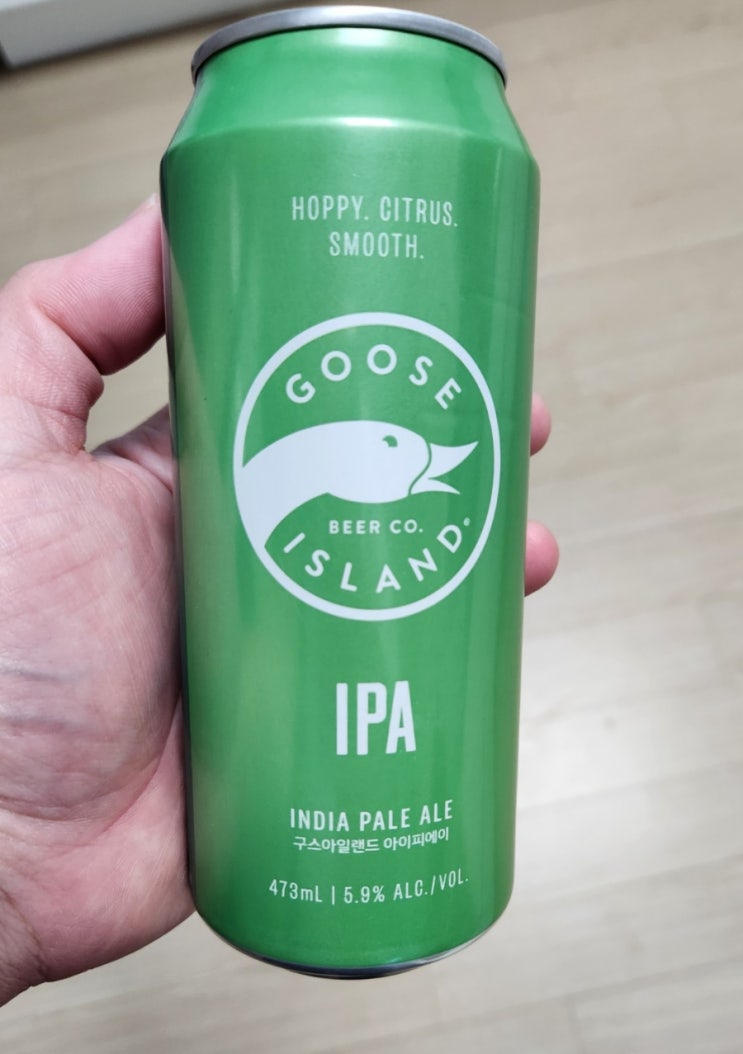 HOPPY. CITRUS.
SMOOTH.
GOOSE
BEER CO.
ISLAND®
IPA
INDIA PALE ALE
구스아일랜드 아이피에이
473mL | 5.9% ALC./VOL.